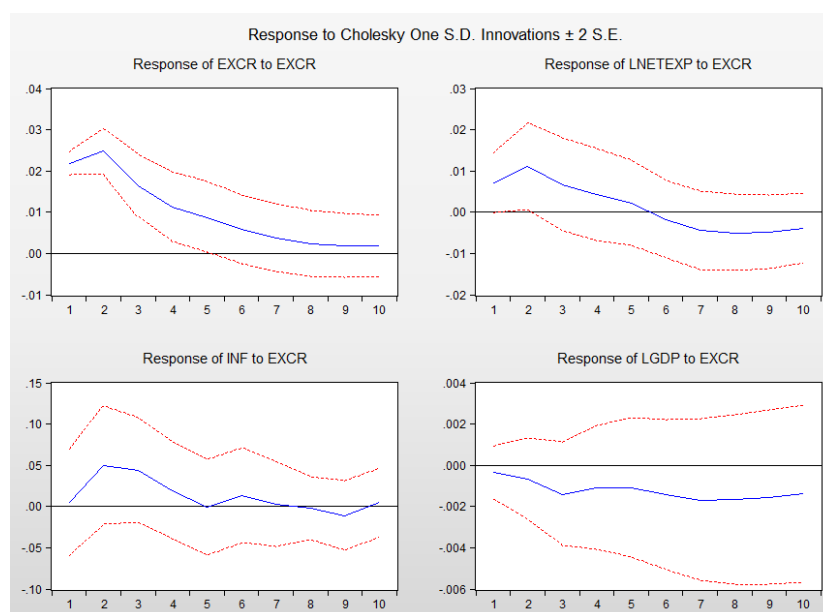 Response to Cholesky One S.D. Innovations ± 2 S.E.
Response of EXCR to EXCR
.04
.03
.02
.01
.00
-.01
1 2 3 4 5 6 7 8 9 10
Response of LNETEXP to EXCR
.03
.02
.01
.00
-.01
-.02
1 2 3 4 5 6 7 8 9 10
Response of INF to EXCR
.15
.10
.05
.00
-.05
-.10
1 2 3 4 5 6 7 8 9 10
Response of LGDP to EXCR
.004
.002
.000
-.002
-.004
-.006
1 2 3 4 5 6 7 8 9 10